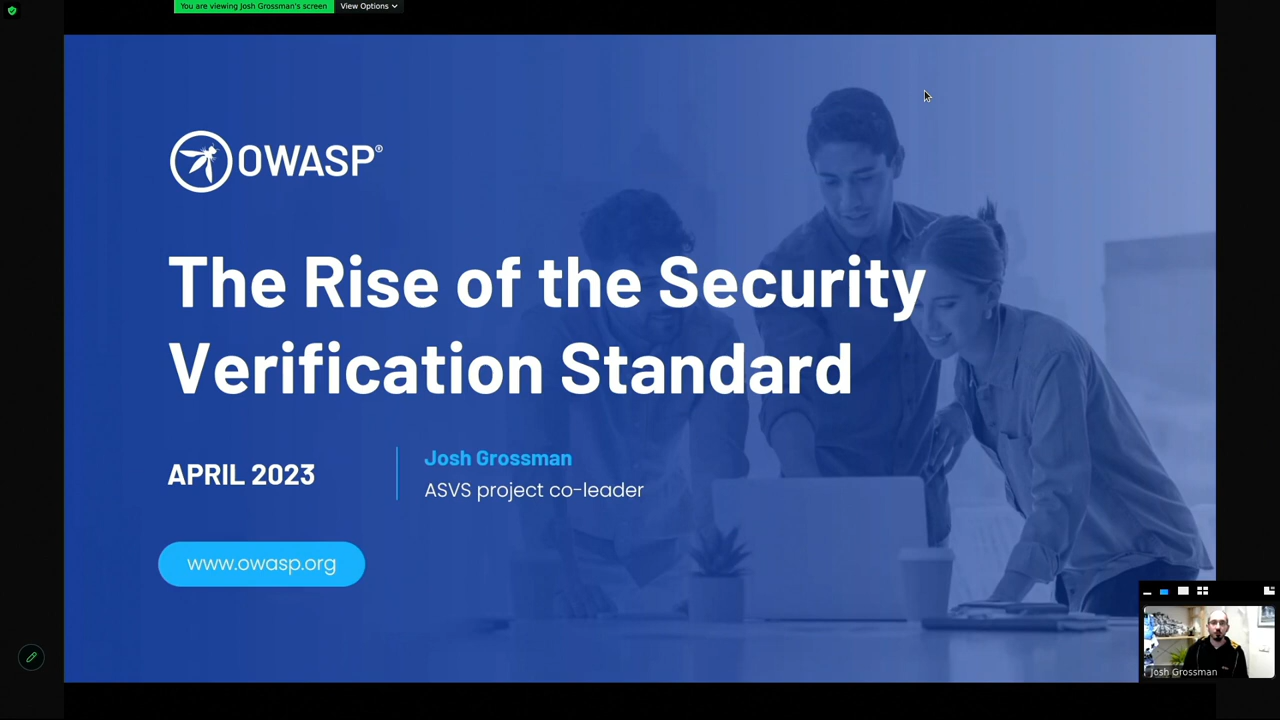 You are viewing Josh Grossman's screen
View Options
OWASP®
The Rise of the Security
Verification Standard
APRIL 2023
Josh Grossman
ASVS project co-leader
www.owasp.org
Josh Grossman